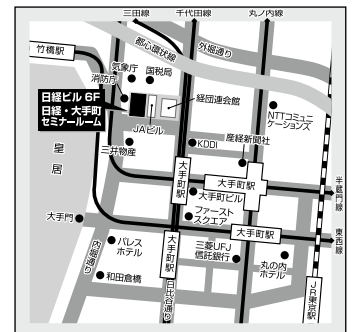 三田線
千代田線
丸ノ内線
竹橋駅
都心環状線
外堀通り
気象庁
国税局
消防庁
日経ビル 6F
日経・大手町
セミナールーム
経団連会館
JAビル
NTTコミュニ
ケーションズ
KDDI
産経新聞社
三井物産
皇居
大手町駅
大手町駅
半蔵門線
大手町ビル
ファースト
スクエア
大手門
東西線
大手町駅
大手町駅
内堀通り
パレス
ホテル
三菱UFJ
信託銀行
丸の内
ホテル
和田倉橋
日比谷通り
JR東京駅